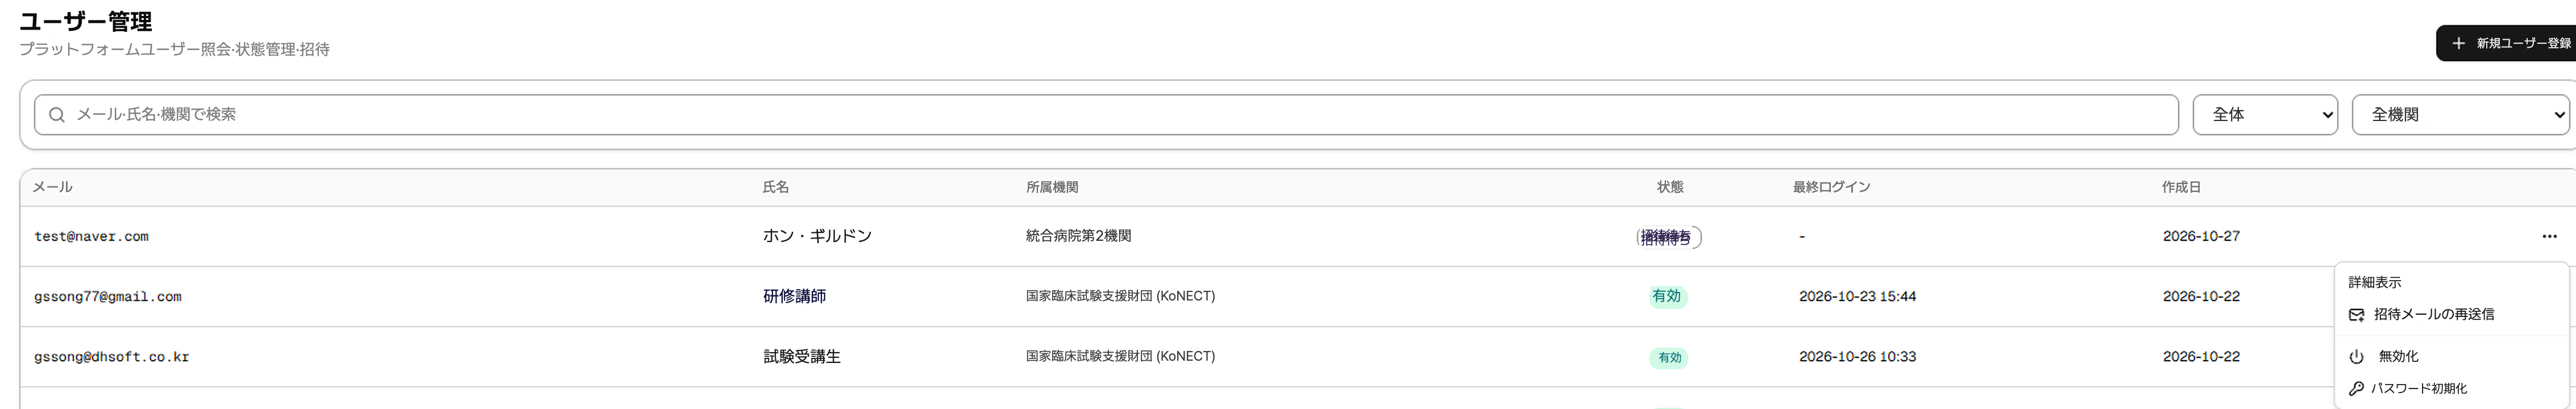 ユーザー管理
プラットフォームユーザー照会·状態管理·招待
新規ユーザー登録
メール·氏名·機関で検索
全体
全機関
メール 氏名 所属機関 状態 最終ログイン 作成日
test@naver.com ホン・ギルドン 統合病院第2機関 招待待ち - 2026-10-27
gssong77@gmail.com 研修講師 国家臨床試験支援財団 (KoNECT) 有効 2026-10-23 15:44 2026-10-22
gssong@dhsoft.co.kr 試験受講生 国家臨床試験支援財団 (KoNECT) 有効 2026-10-26 10:33 2026-10-22
詳細表示
招待メールの再送信
無効化
パスワード初期化